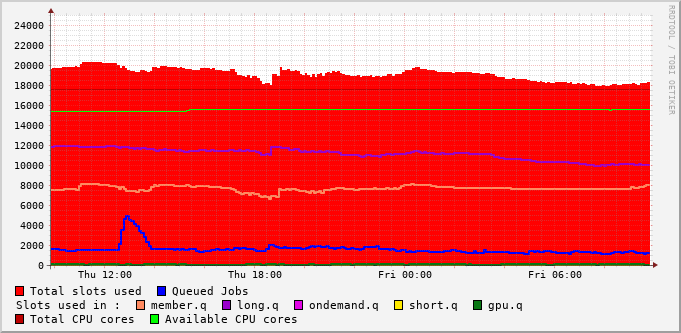 RRDTOOL / TOBI OETIKER
24000
22000
20000
18000
16000
14000
12000
10000
8000
6000
4000
2000
0
Thu 12:00 Thu 18:00 Fri 00:00 Fri 06:00
Total slots used Queued Jobs
Slots used in : member.q long.q ondemand.q short.q gpu.q
Total CPU cores Available CPU cores